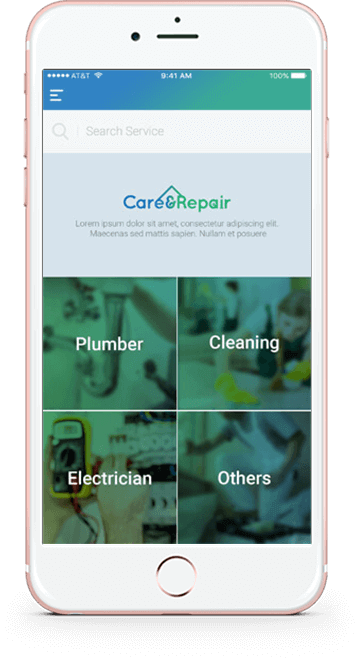 AT&T 9:41 AM 100%
Search Service
Care&Repair
Lorem ipsum dolor sit amet, consectetur adipiscing elit.
Maecenas sed mattis sapien. Nullam et posuere
Plumber Cleaning
Electrician Others